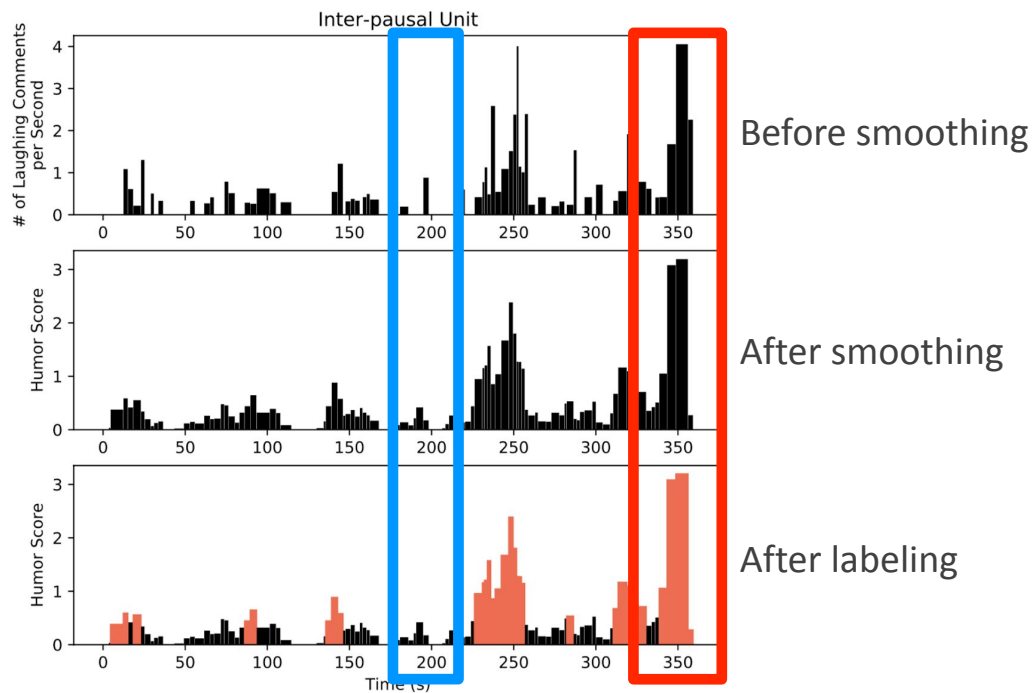 Inter-pausal Unit
# of Laughing Comments
per Second
4
3
2
1
0
0 50 100 150 200 250 300 350
Before smoothing
Humor Score
3
2
1
0
0 50 100 150 200 250 300 350
After smoothing
Humor Score
3
2
1
0
0 50 100 150 200 250 300 350
Time (s)
After labeling